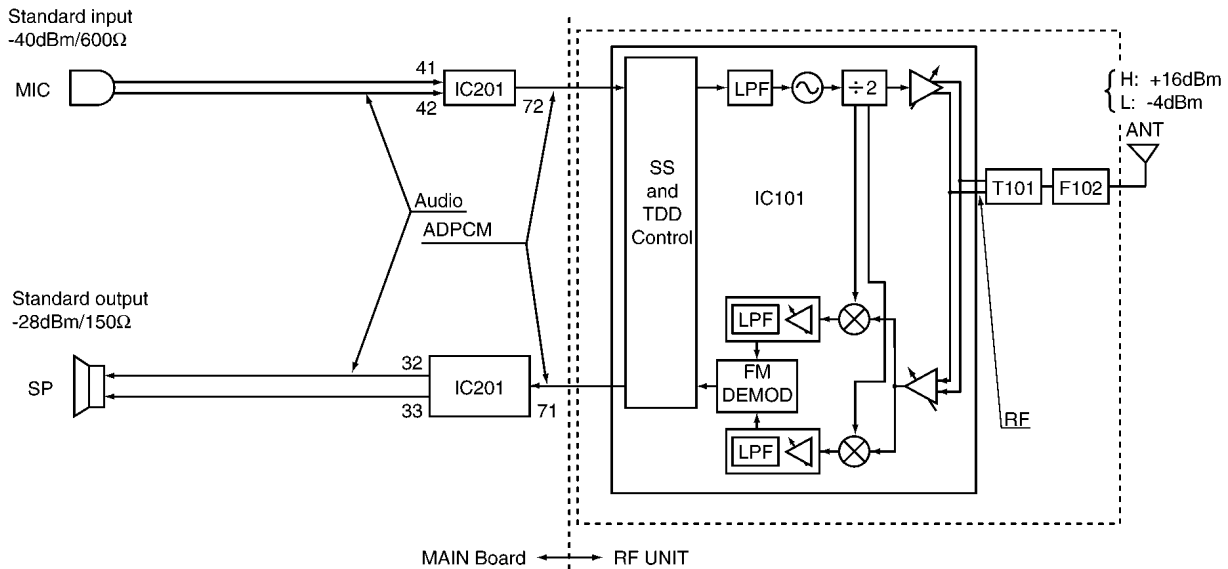 Standard input
-40dBm/600Ω
MIC
41
42
IC201
72
LPF
÷2
H: +16dBm
L: -4dBm
ANT
SS
and
TDD
Control
IC101
T101
F102
Audio
ADPCM
Standard output
-28dBm/150Ω
SP
32
33
IC201
71
LPF
FM
DEMOD
LPF
RF
MAIN Board
RF UNIT